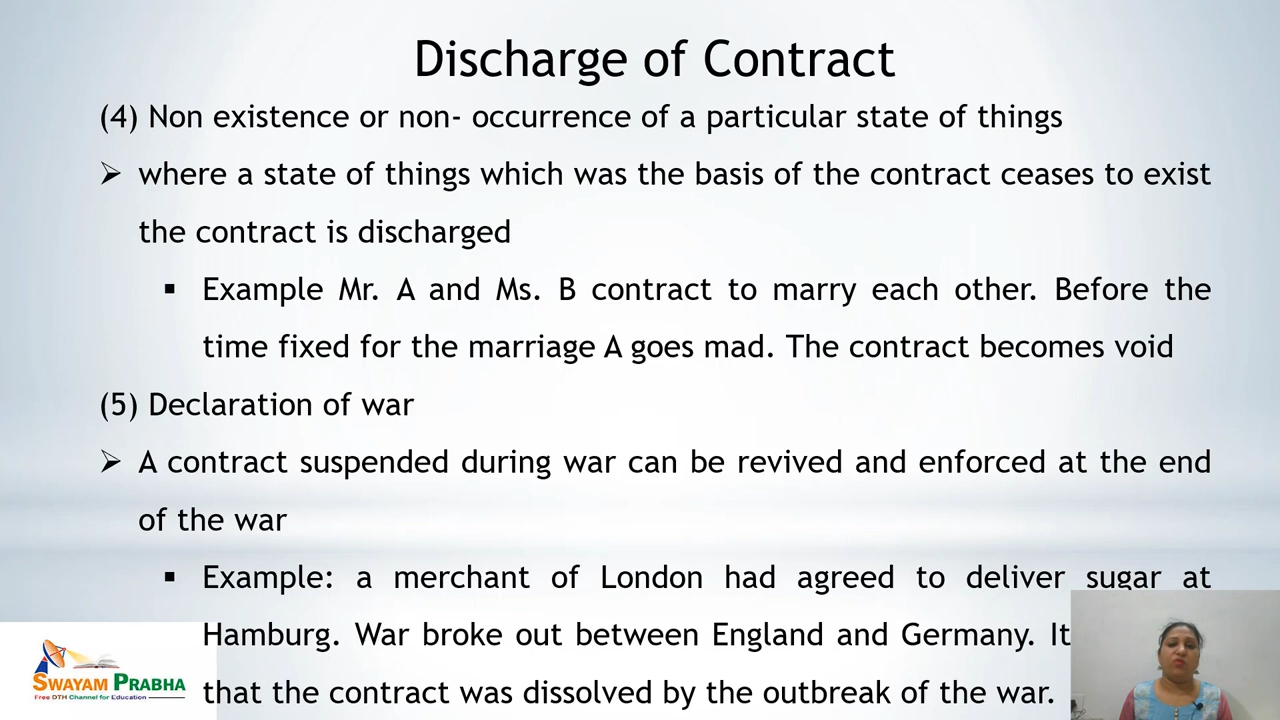 Discharge of Contract
(4) Non existence or non- occurrence of a particular state of things
➢ where a state of things which was the basis of the contract ceases to exist
the contract is discharged
▪ Example Mr. A and Ms. B contract to marry each other. Before the
time fixed for the marriage A goes mad. The contract becomes void
(5) Declaration of war
➢ A contract suspended during war can be revived and enforced at the end
of the war
▪ Example: a merchant of London had agreed to deliver sugar at
Hamburg. War broke out between England and Germany. It
that the contract was dissolved by the outbreak of the war.
SWAYAM PRABHA
Free DTH Channel for Education